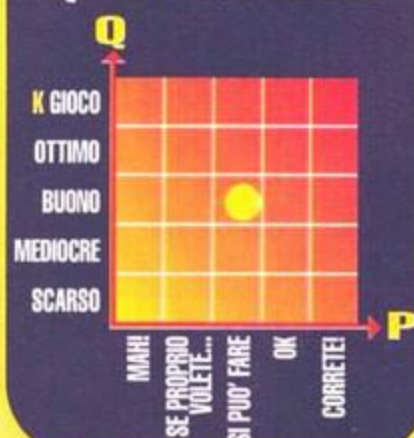 Q
K GIOCO
OTTIMO
BUONO
MEDIOCRE
SCARSO
P
MAH!
SE PROPRIO
VOLETE...
SI PUO' FARE
OK
CORRETE!